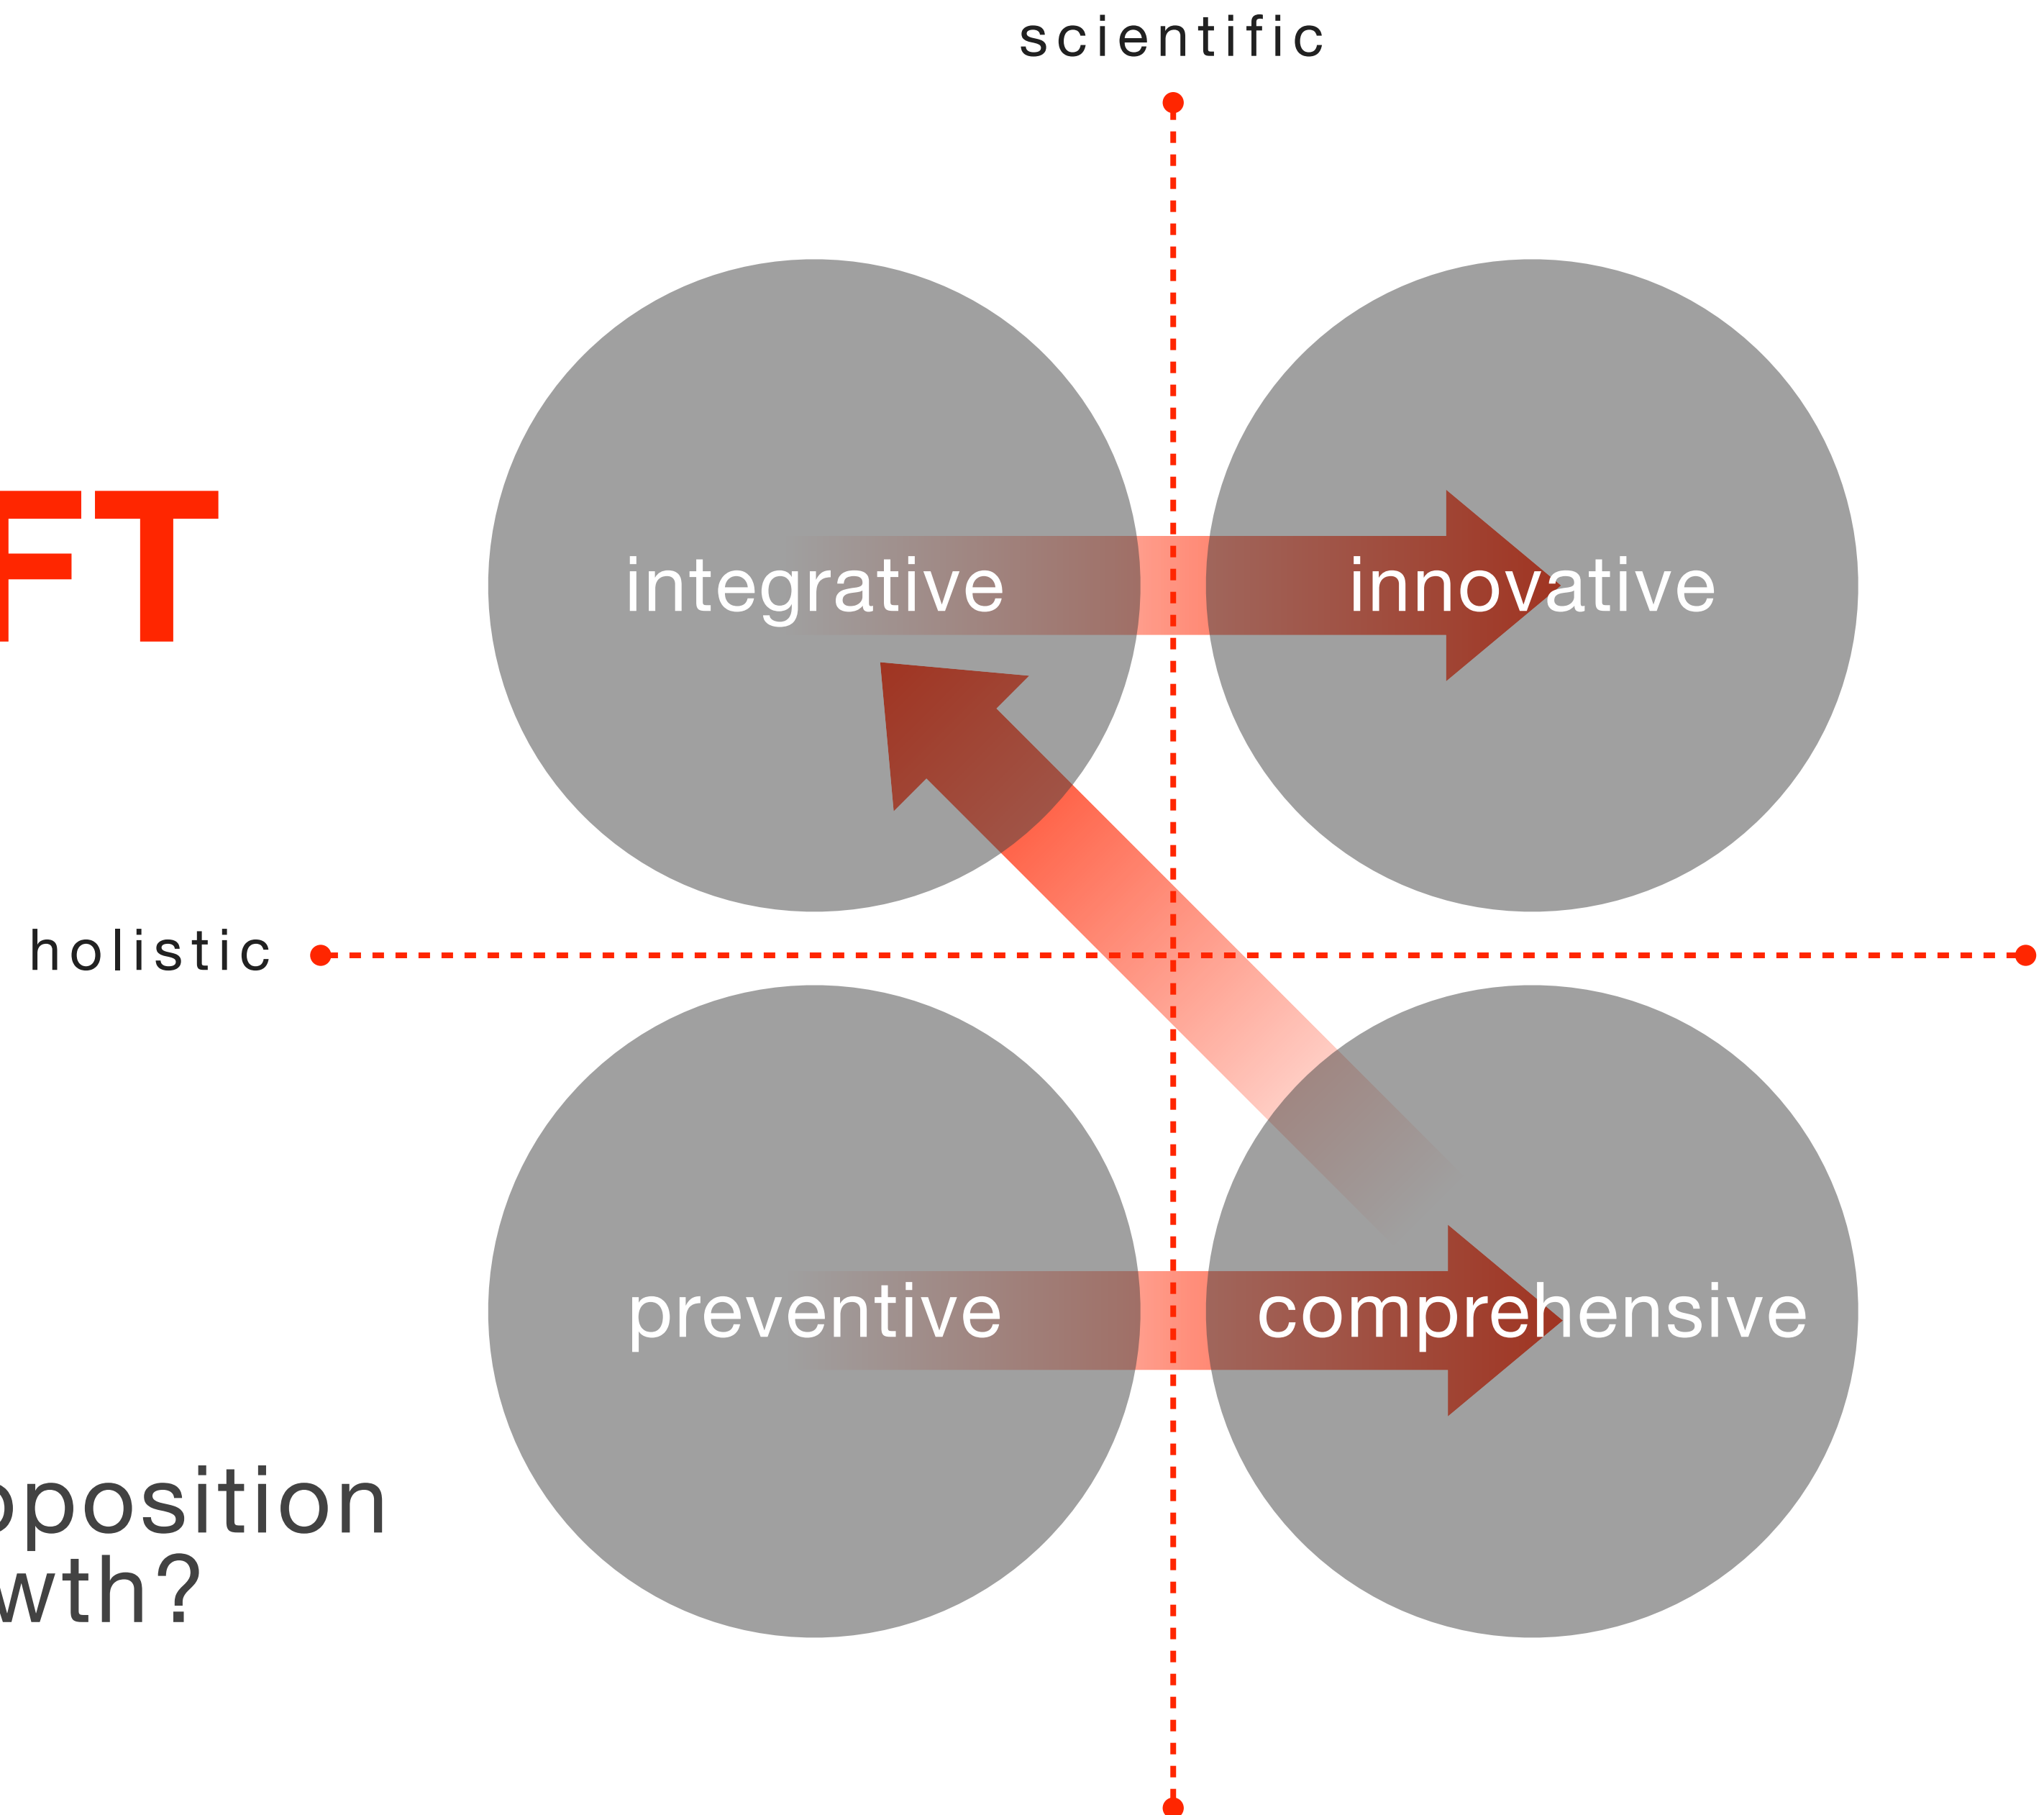 scientific
FT
integrative
innovative
holistic
preventive
comprehensive
position
wth?